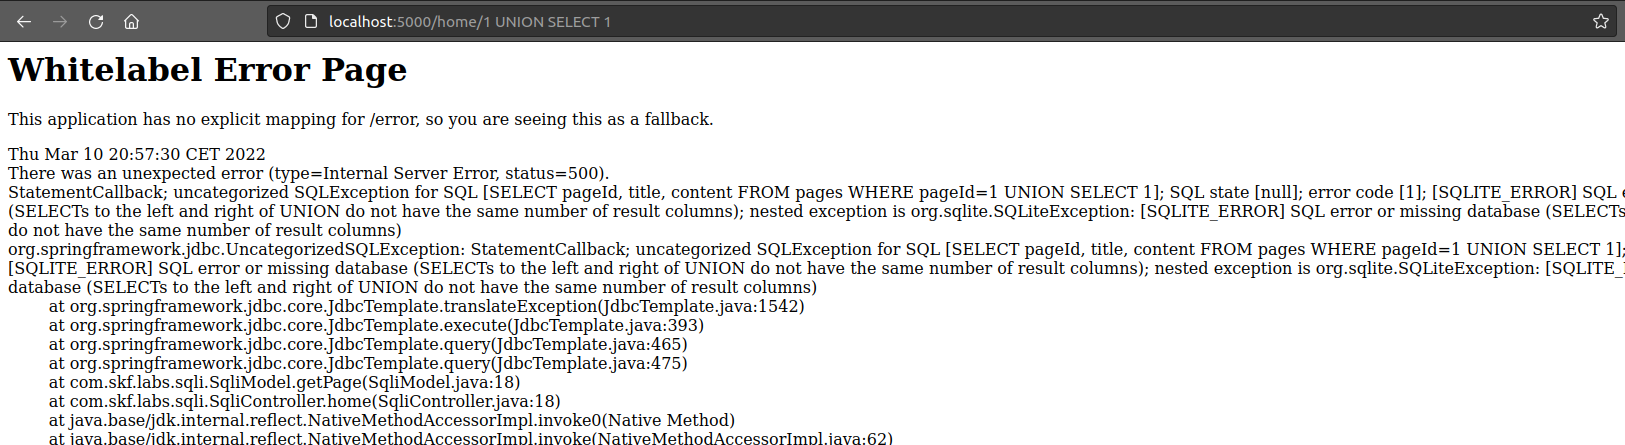 localhost:5000/home/1 UNION SELECT 1
Whitelabel Error Page
This application has no explicit mapping for /error, so you are seeing this as a fallback.
Thu Mar 10 20:57:30 CET 2022
There was an unexpected error (type=Internal Server Error, status=500).
StatementCallback; uncategorized SQLException for SQL [SELECT pageId, title, content FROM pages WHERE pageId=1 UNION SELECT 1]; SQL state [null]; error code [1]; [SQLITE_ERROR] SQL
(SELECTs to the left and right of UNION do not have the same number of result columns); nested exception is org.sqlite.SQLiteException: [SQLITE_ERROR] SQL error or missing database (SELECTs
do not have the same number of result columns)
org.springframework.jdbc.UncategorizedSQLException: StatementCallback; uncategorized SQLException for SQL [SELECT pageId, title, content FROM pages WHERE pageId=1 UNION SELECT 1];
[SQLITE_ERROR] SQL error or missing database (SELECTs to the left and right of UNION do not have the same number of result columns); nested exception is org.sqlite.SQLiteException: [SQLITE_
database (SELECTs to the left and right of UNION do not have the same number of result columns)
at org.springframework.jdbc.core.JdbcTemplate.translateException(JdbcTemplate.java:1542)
at org.springframework.jdbc.core.JdbcTemplate.execute(JdbcTemplate.java:393)
at org.springframework.jdbc.core.JdbcTemplate.query(JdbcTemplate.java:465)
at org.springframework.jdbc.core.JdbcTemplate.query(JdbcTemplate.java:475)
at com.skf.labs.sqli.SqliModel.getPage(SqliModel.java:18)
at com.skf.labs.sqli.SqliController.home(SqliController.java:18)
at java.base/jdk.internal.reflect.NativeMethodAccessorImpl.invoke0(Native Method)
at java.base/jdk.internal.reflect.NativeMethodAccessorImpl.invoke(NativeMethodAccessorImpl.java:62)